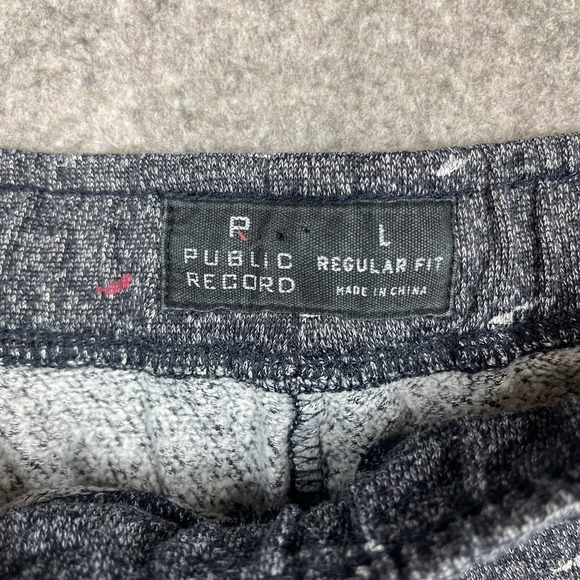 R
PUBLIC
RECORD
L
REGULAR FIT
MADE IN CHINA